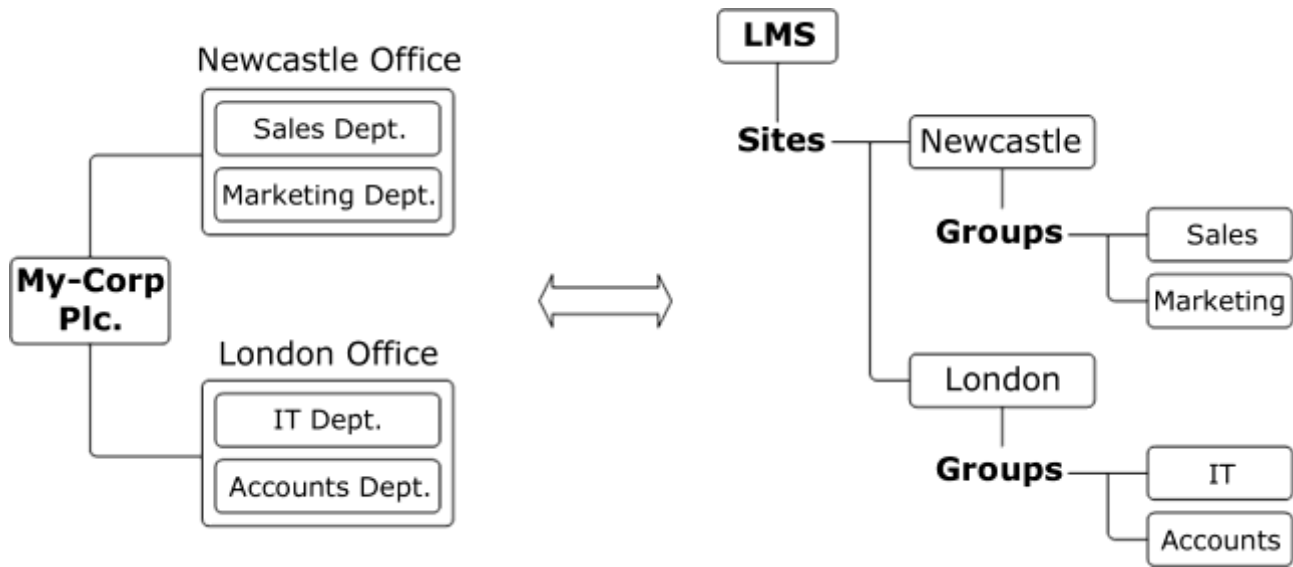 Newcastle Office
Sales Dept.
Marketing Dept.
My-Corp
Plc.
London Office
IT Dept.
Accounts Dept.
LMS
Sites
Newcastle
Groups
Sales
Marketing
London
Groups
IT
Accounts